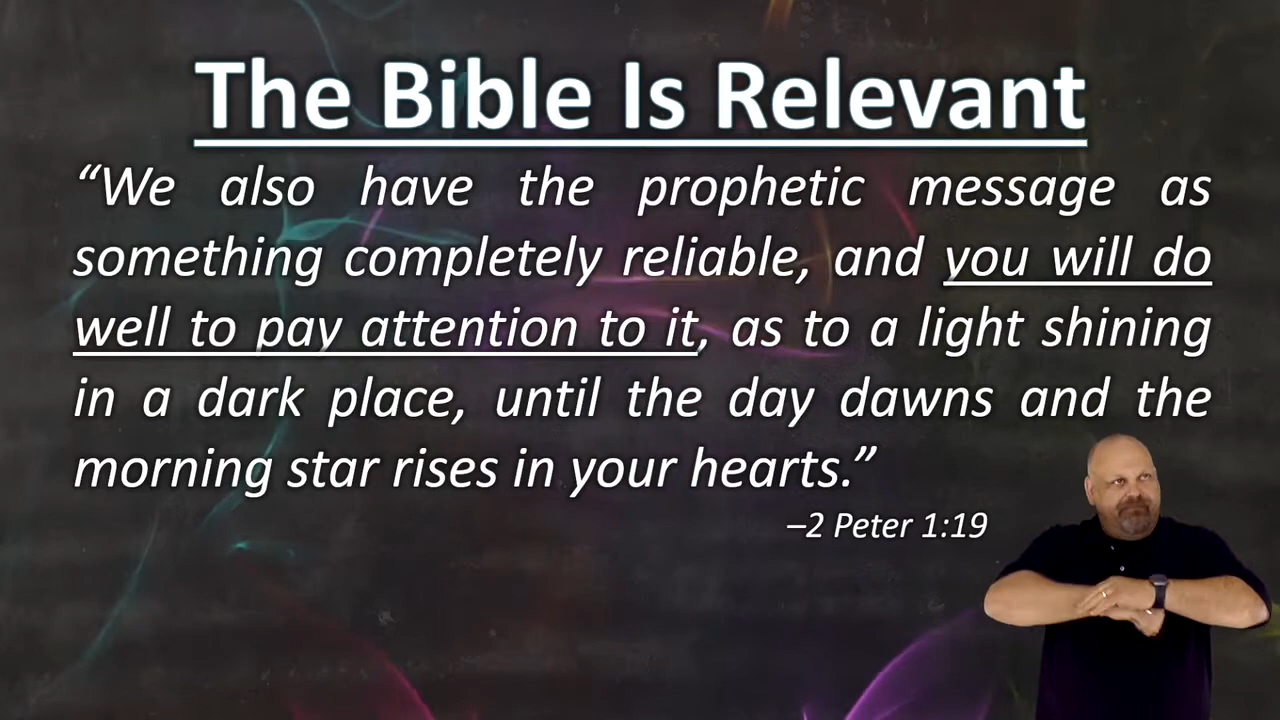 The Bible Is Relevant
“We also have the prophetic message as
something completely reliable, and you will do
well to pay attention to it, as to a light shining
in a dark place, until the day dawns and the
morning star rises in your hearts.”
–2 Peter 1:19